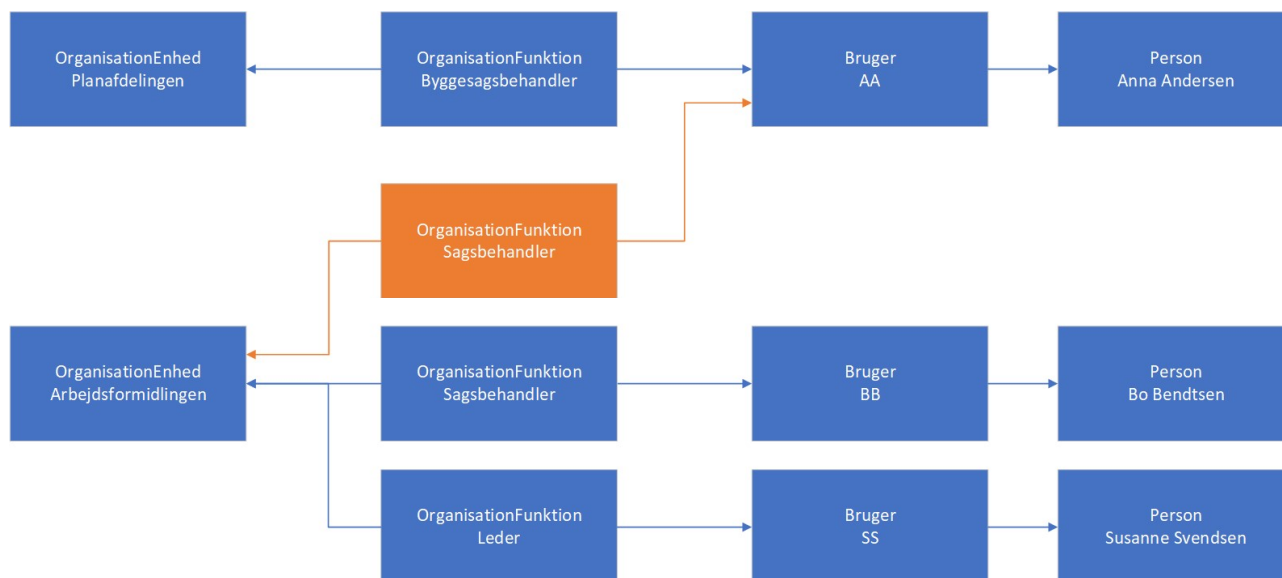 OrganisationEnhed
Planafdelingen
OrganisationFunktion
Byggesagsbehandler
Bruger
AA
Person
Anna Andersen
OrganisationFunktion
Sagsbehandler
OrganisationEnhed
Arbejdsformidlingen
OrganisationFunktion
Sagsbehandler
Bruger
BB
Person
Bo Bendtsen
OrganisationFunktion
Leder
Bruger
SS
Person
Susanne Svendsen